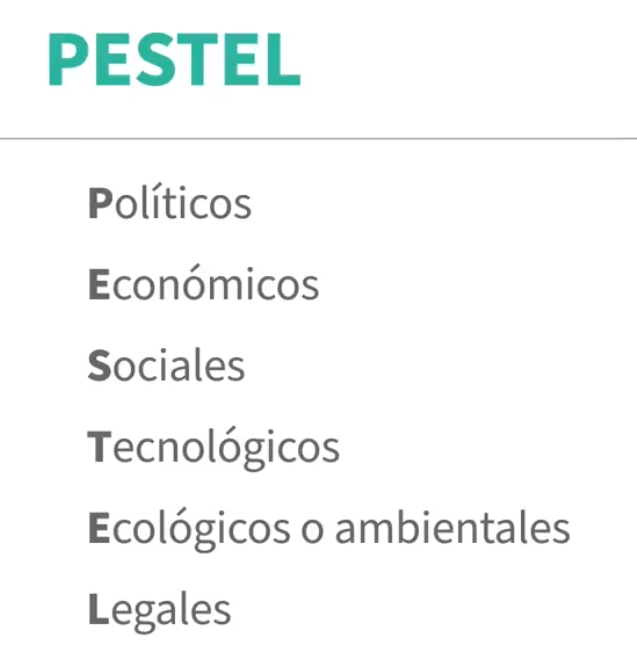 PESTEL
Políticos
Económicos
Sociales
Tecnológicos
Ecológicos o ambientales
Legales